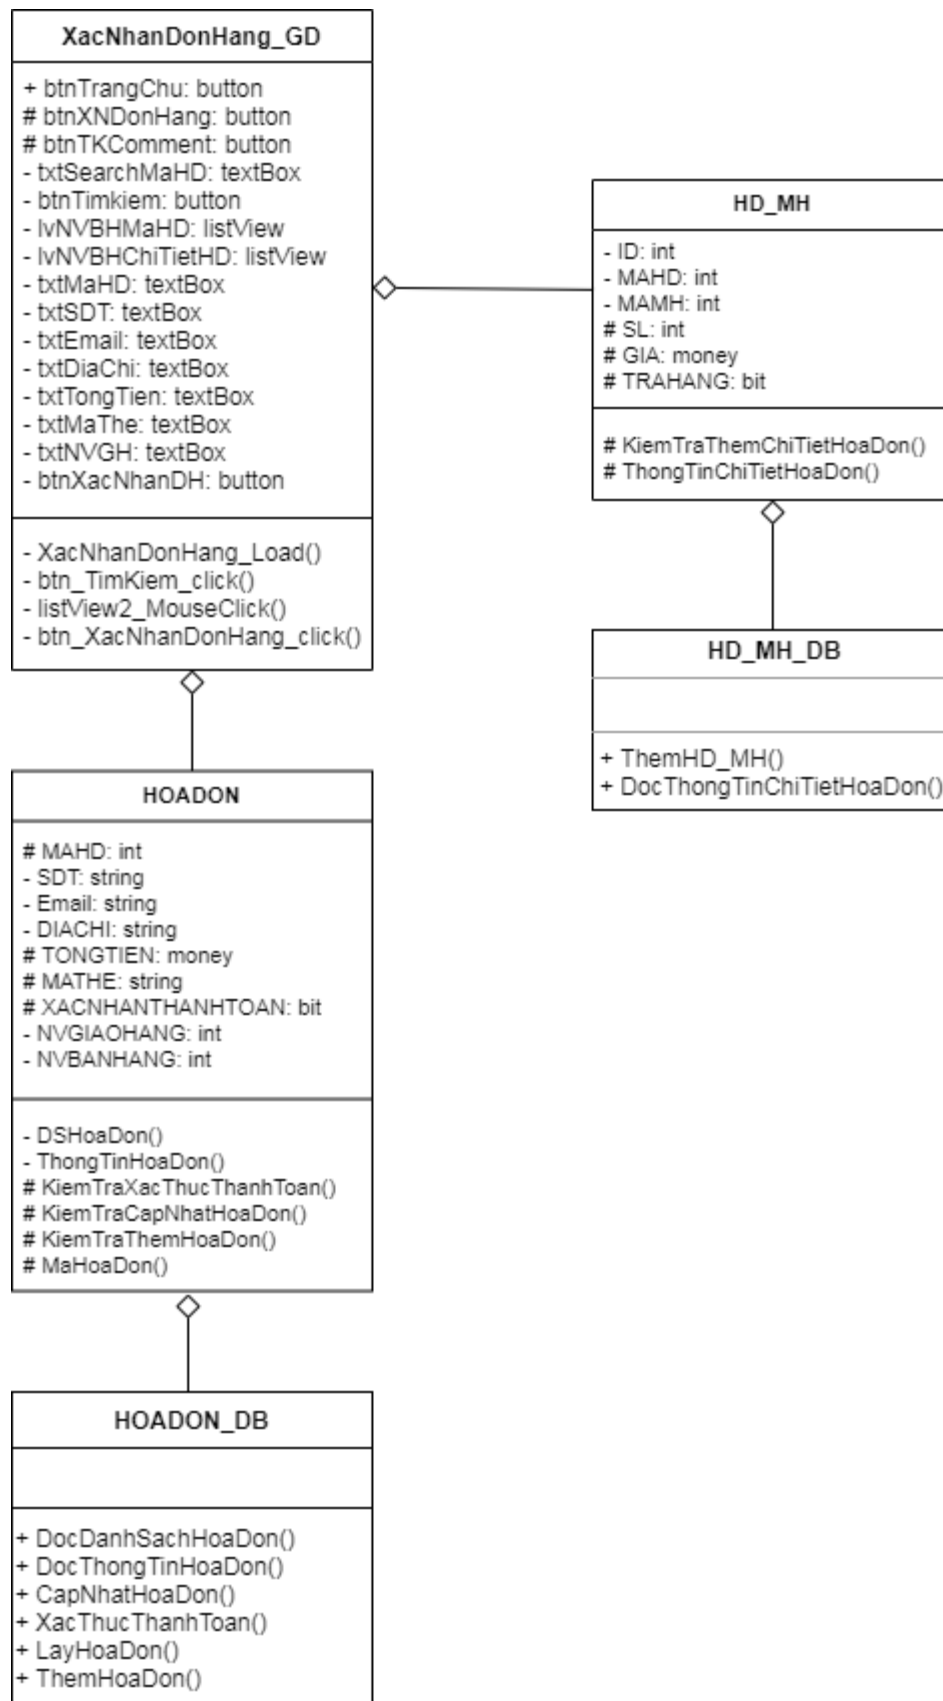 XacNhanDonHang_GD
+ btnTrangChu: button
# btnXNDonHang: button
# btnTKComment: button
- txtSearchMaHD: textBox
- btnTimkiem: button
- lvNVBHMaHD: listView
- lvNVBHChiTietHD: listView
- txtMaHD: textBox
- txtSDT: textBox
- txtEmail: textBox
- txtDiaChi: textBox
- txtTongTien: textBox
- txtMaThe: textBox
- txtNVGH: textBox
- btnXacNhanDH: button
- XacNhanDonHang_Load()
- btn_TimKiem_click()
- listView2_MouseClick()
- btn_XacNhanDonHang_click()
HD_MH
- ID: int
- MAHD: int
- MAMH: int
# SL: int
# GIA: money
# TRAHANG: bit
# KiemTraThemChiTietHoaDon()
# ThongTinChiTietHoaDon()
HD_MH_DB
+ ThemHD_MH()
+ DocThongTinChiTietHoaDon()
HOADON
# MAHD: int
- SDT: string
- Email: string
- DIACHI: string
# TONGTIEN: money
# MATHE: string
# XACNHANTHANHTOAN: bit
- NVGIAOHANG: int
- NVBANHANG: int
- DSHoaDon()
- ThongTinHoaDon()
# KiemTraXacThucThanhToan()
# KiemTraCapNhatHoaDon()
# KiemTraThemHoaDon()
# MaHoaDon()
HOADON_DB
+ DocDanhSachHoaDon()
+ DocThongTinHoaDon()
+ CapNhatHoaDon()
+ XacThucThanhToan()
+ LayHoaDon()
+ ThemHoaDon()